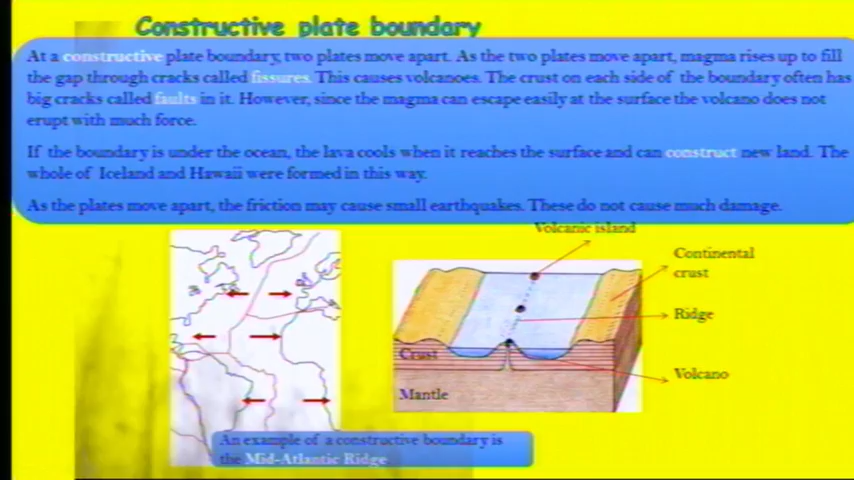 Constructive plate boundary
At a constructive plate boundary, two plates move apart. As the two plates move apart, magma rises up to fill
the gap through cracks called fissures. This causes volcanoes. The crust on each side of the boundary often has
big cracks called faults in it. However, since the magma can escape easily at the surface the volcano does not
erupt with much force.
If the boundary is under the ocean, the lava cools when it reaches the surface and can construct new land. The
whole of Iceland and Hawaii were formed in this way.
As the plates move apart, the friction may cause small earthquakes. These do not cause much damage.
Volcanic island
Continental
crust
Ridge
Crust
Volcano
Mantle
An example of a constructive boundary is
the Mid-Atlantic Ridge